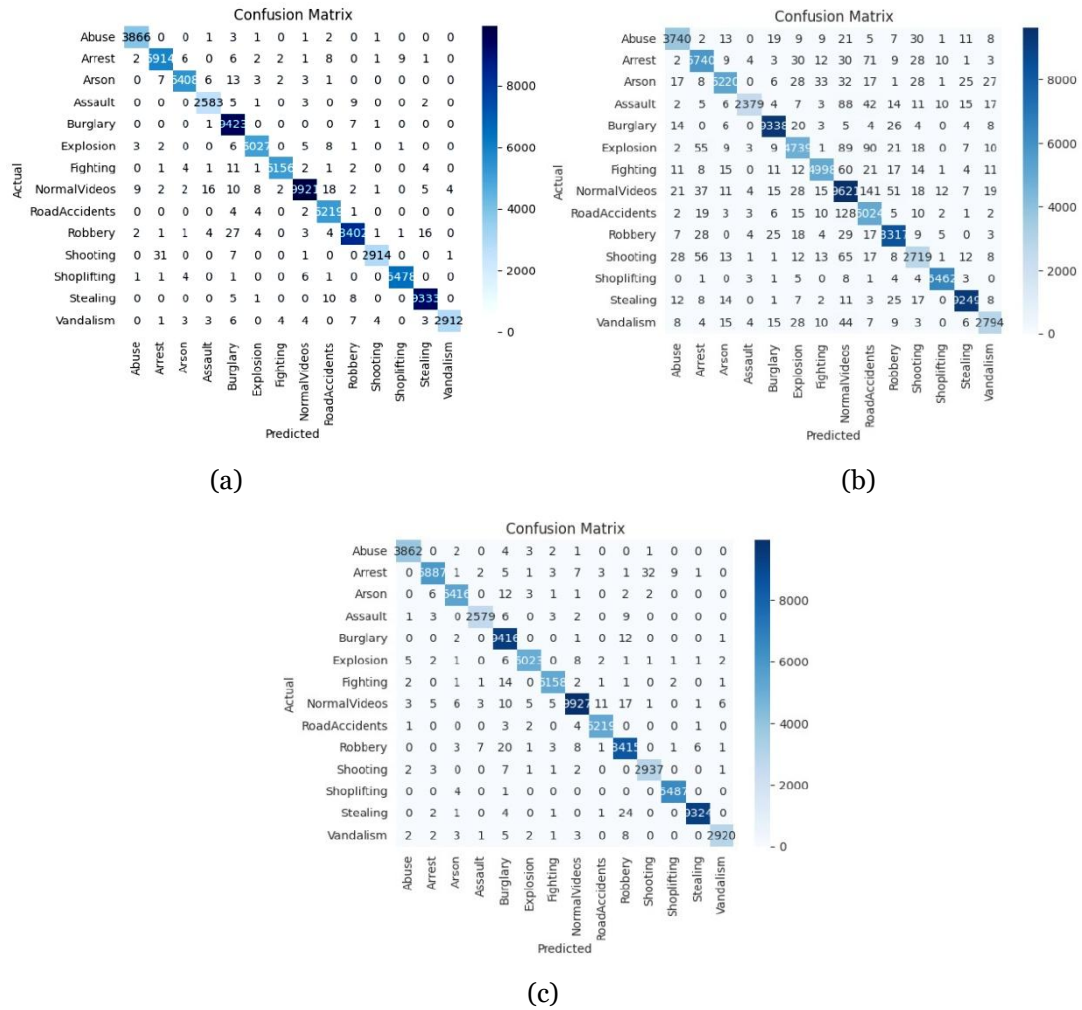 Confusion Matrix
Abuse 3866 0 0 1 3 1 0 1 2 0 1 0 0 0
Arrest 2 6 0 6 2 2 1 8 0 1 9 1 0
Arson 0 7 6 13 3 2 3 1 0 0 0 0 0
Assault 0 0 0 2583 5 1 0 3 0 9 0 0 2 0
Burglary 0 0 0 1 9423 0 0 0 0 7 1 0 0 0
Explosion 3 2 0 0 6 0 5 8 0 1 1 0 0
Fighting 0 1 4 1 11 1 2 1 2 0 0 4 0
NormalVideos 9 2 2 16 10 8 2 9921 18 2 1 0 5 4
RoadAccidents 0 0 0 0 4 4 0 0 1 0 0 0 0
Robbery 2 1 1 4 27 4 0 3 4 1 1 16 0
Shooting 0 31 0 0 7 0 0 1 0 0 2914 0 0 1
Shoplifting 1 1 4 0 1 0 0 6 0 0 0 0 0
Stealing 0 0 0 0 5 1 0 0 10 8 0 0 9333 0
Vandalism 0 1 3 3 6 0 4 4 0 7 4 0 3 2912
Abuse Arrest Arson Assault Burglary Explosion Fighting NormalVideos RoadAccidents Robbery Shooting Shoplifting Stealing Vandalism
Actual
Predicted
8000
6000
4000
2000
0
(a)
Confusion Matrix
Abuse 3740 2 13 0 19 9 9 21 5 7 30 1 11 8
Arrest 2 9 4 3 30 12 30 71 9 28 10 1 3
Arson 17 8 0 6 28 33 32 17 1 28 1 25 27
Assault 2 5 6 2379 4 7 3 88 42 14 11 10 15 17
Burglary 14 0 6 0 9338 20 3 5 4 26 4 0 4 8
Explosion 2 55 9 3 9 4739 1 89 90 21 18 0 7 10
Fighting 11 8 15 0 11 12 4998 60 21 17 14 1 4 11
NormalVideos 21 37 11 4 15 28 15 9621 141 51 18 12 7 19
RoadAccidents 2 19 3 3 6 15 10 128 5 10 2 1 2
Robbery 7 28 0 4 25 18 4 29 17 9 5 0 3
Shooting 28 56 13 1 1 12 13 65 17 8 2719 1 12 8
Shoplifting 0 1 0 3 1 5 0 8 1 4 4 3 0
Stealing 12 8 14 0 1 7 2 11 3 25 17 0 9249 8
Vandalism 8 4 15 4 15 28 10 44 7 9 3 0 6 2794
Abuse Arrest Arson Assault Burglary Explosion Fighting NormalVideos RoadAccidents Robbery Shooting Shoplifting Stealing Vandalism
Actual
Predicted
8000
6000
4000
2000
0
(b)
Confusion Matrix
Abuse 3862 0 2 0 4 3 2 1 0 0 1 0 0 0
Arrest 0 1 2 5 1 3 7 3 1 32 9 1 0
Arson 0 6 0 12 3 1 1 0 2 2 0 0 0
Assault 1 3 0 2579 6 0 3 2 0 9 0 0 0 0
Burglary 0 0 2 0 9416 0 0 1 0 12 0 0 0 1
Explosion 5 2 1 0 6 0 8 2 1 1 1 1 2
Fighting 2 0 1 1 14 0 2 1 1 0 2 0 1
NormalVideos 3 5 6 3 10 5 5 9927 11 17 1 0 1 6
RoadAccidents 1 0 0 0 3 2 0 4 0 0 0 1 0
Robbery 0 0 3 7 20 1 3 8 1 0 1 6 1
Shooting 2 3 0 0 7 1 1 2 0 0 2937 0 0 1
Shoplifting 0 0 4 0 1 0 0 0 0 0 0 0 0
Stealing 0 2 1 0 4 0 1 0 1 24 0 0 9324 0
Vandalism 2 2 3 1 5 2 1 3 0 8 0 0 0 2920
Abuse Arrest Arson Assault Burglary Explosion Fighting NormalVideos RoadAccidents Robbery Shooting Shoplifting Stealing Vandalism
Actual
Predicted
8000
6000
4000
2000
0
(c)